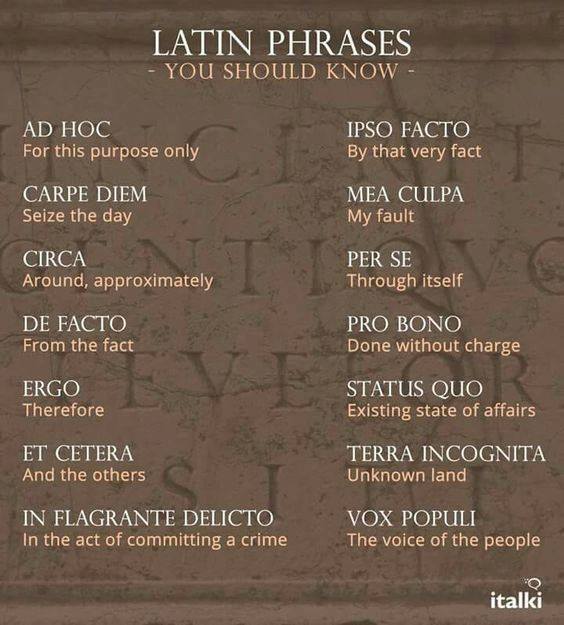 LATIN PHRASES
- YOU SHOULD KNOW -
AD HOC
For this purpose only
CARPE DIEM
Seize the day
CIRCA
Around, approximately
DE FACTO
From the fact
ERGO
Therefore
ET CETERA
And the others
IN FLAGRANTE DELICTO
In the act of committing a crime
IPSO FACTO
By that very fact
MEA CULPA
My fault
PER SE
Through itself
PRO BONO
Done without charge
STATUS QUO
Existing state of affairs
TERRA INCOGNITA
Unknown land
VOX POPULI
The voice of the people
italki